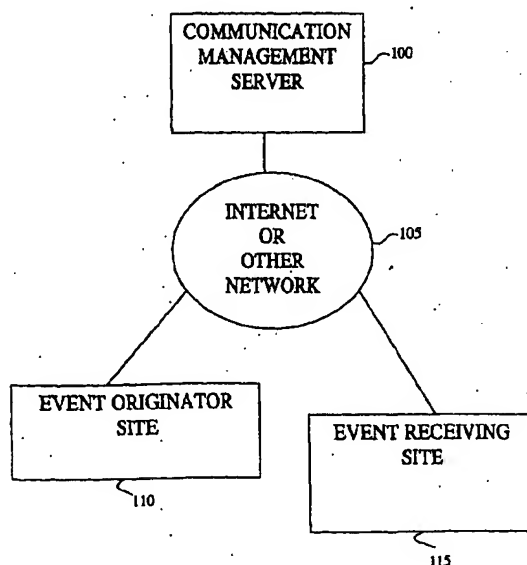 COMMUNICATION
MANAGEMENT
SERVER
100
INTERNET
OR
OTHER
NETWORK
105
EVENT ORIGINATOR
SITE
110
EVENT RECEIVING
SITE
115